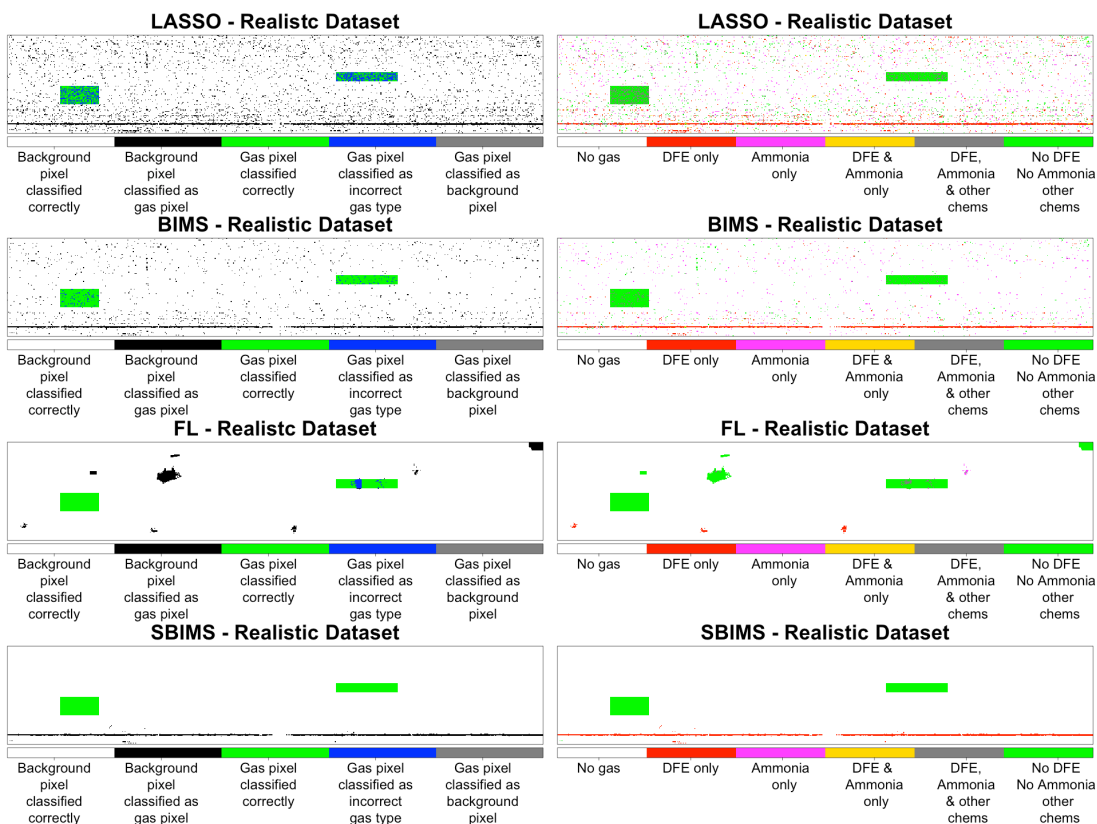 LASSO - Realistc Dataset
Background
pixel
classified
correctly
Background
pixel
classified as
gas pixel
Gas pixel
classified
correctly
Gas pixel
classified as
incorrect
gas type
Gas pixel
classified as
background
pixel
LASSO - Realistic Dataset
No gas
DFE only
Ammonia
only
DFE &
Ammonia
only
DFE,
Ammonia
& other
chems
No DFE
No Ammonia
other
chems
BIMS - Realistic Dataset
Background
pixel
classified
correctly
Background
pixel
classified as
gas pixel
Gas pixel
classified
correctly
Gas pixel
classified as
incorrect
gas type
Gas pixel
classified as
background
pixel
BIMS - Realistic Dataset
No gas
DFE only
Ammonia
only
DFE &
Ammonia
only
DFE,
Ammonia
& other
chems
No DFE
No Ammonia
other
chems
FL - Realistc Dataset
Background
pixel
classified
correctly
Background
pixel
classified as
gas pixel
Gas pixel
classified
correctly
Gas pixel
classified as
incorrect
gas type
Gas pixel
classified as
background
pixel
FL - Realistic Dataset
No gas
DFE only
Ammonia
only
DFE &
Ammonia
only
DFE,
Ammonia
& other
chems
No DFE
No Ammonia
other
chems
SBIMS - Realistic Dataset
Background
pixel
classified
correctly
Background
pixel
classified as
gas pixel
Gas pixel
classified
correctly
Gas pixel
classified as
incorrect
gas type
Gas pixel
classified as
background
pixel
SBIMS - Realistic Dataset
No gas
DFE only
Ammonia
only
DFE &
Ammonia
only
DFE,
Ammonia
& other
chems
No DFE
No Ammonia
other
chems